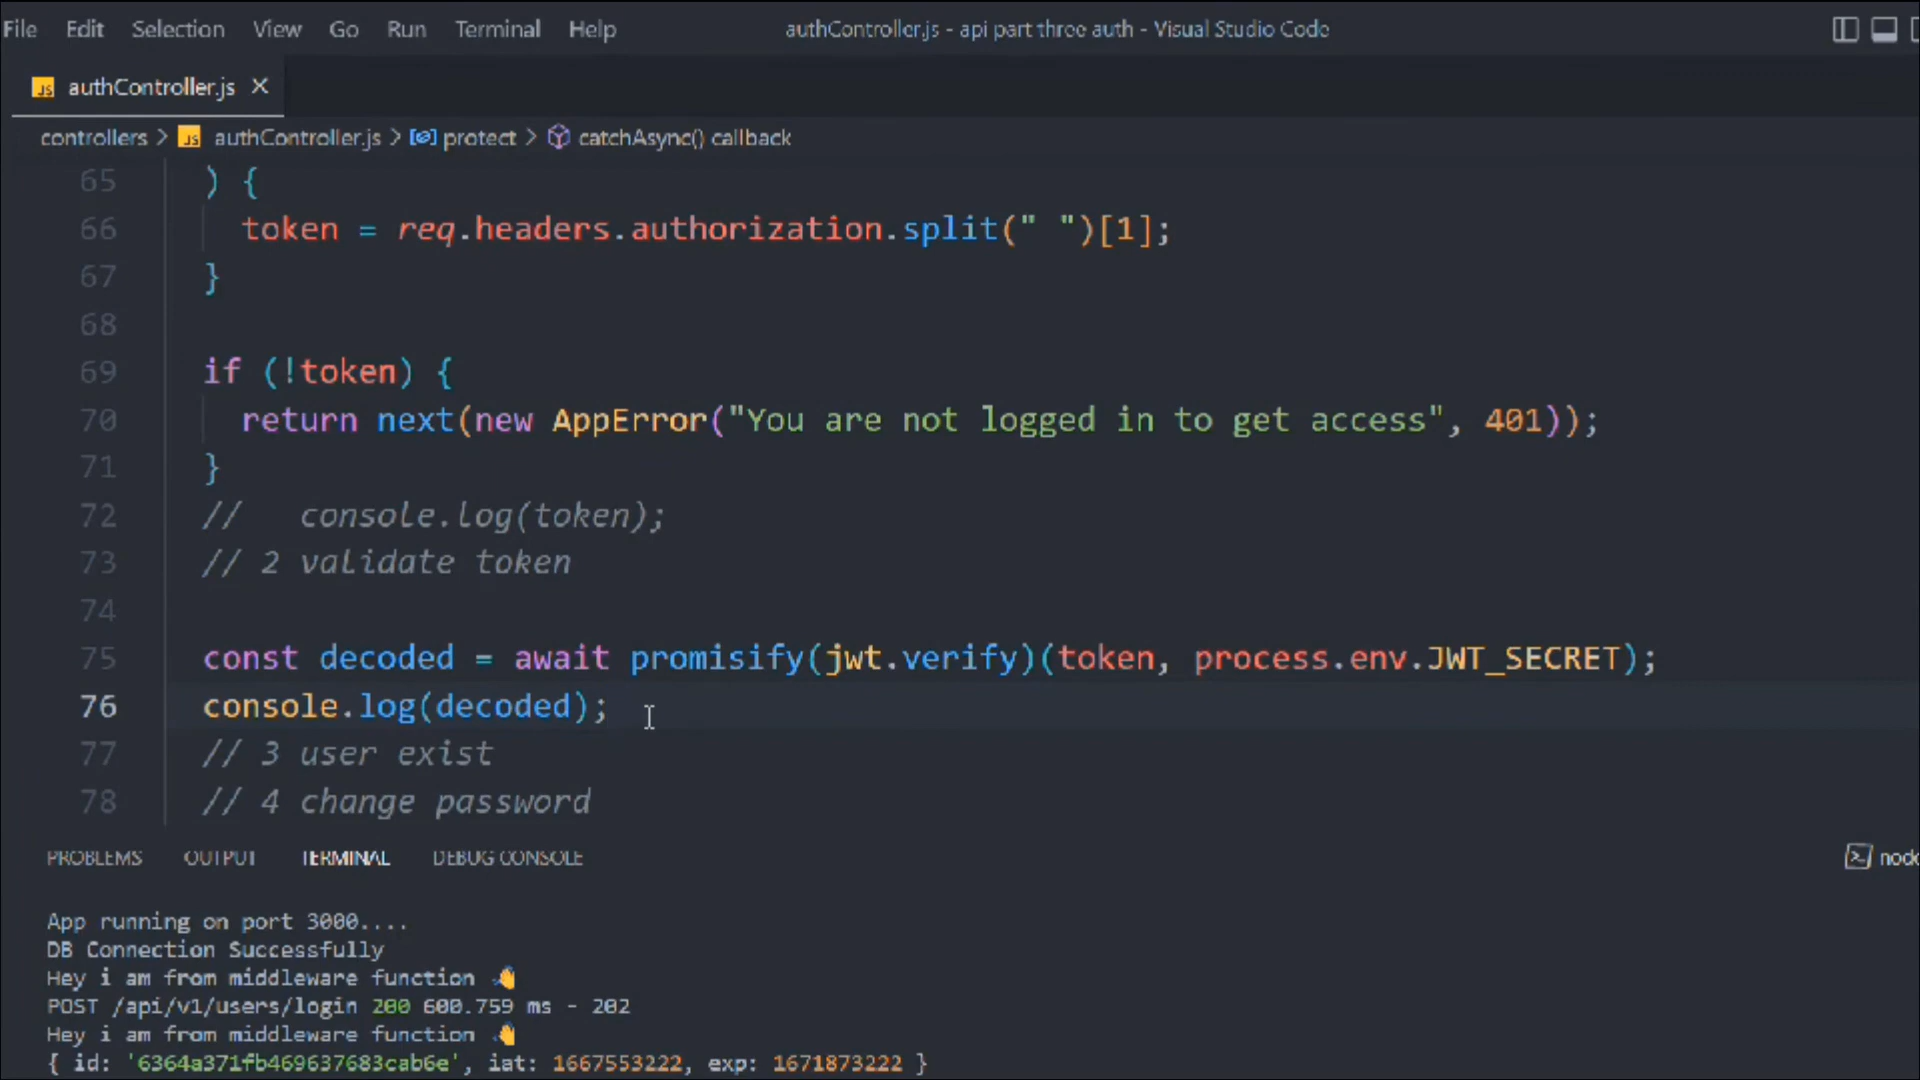 File Edit Selection View Go Run Terminal Help authController.js - api part three auth - Visual Studio Code
JS authController.js ×
controllers > JS authController.js > protect > catchAsync() callback
65 ) {
66 token = req.headers.authorization.split(" ")[1];
67 }
68
69 if (!token) {
70 return next(new AppError("You are not logged in to get access", 401));
71 }
72 // console.log(token);
73 // 2 validate token
74
75 const decoded = await promisify(jwt.verify)(token, process.env.JWT_SECRET);
76 console.log(decoded);
77 // 3 user exist
78 // 4 change password
PROBLEMS OUTPUT TERMINAL DEBUG CONSOLE node
App running on port 3000....
DB Connection Successfully
Hey i am from middleware function 👋
POST /api/v1/users/login 200 600.759 ms - 202
Hey i am from middleware function 👋
{ id: '6364a371fb469637683cab6e', iat: 1667553222, exp: 1671873222 }